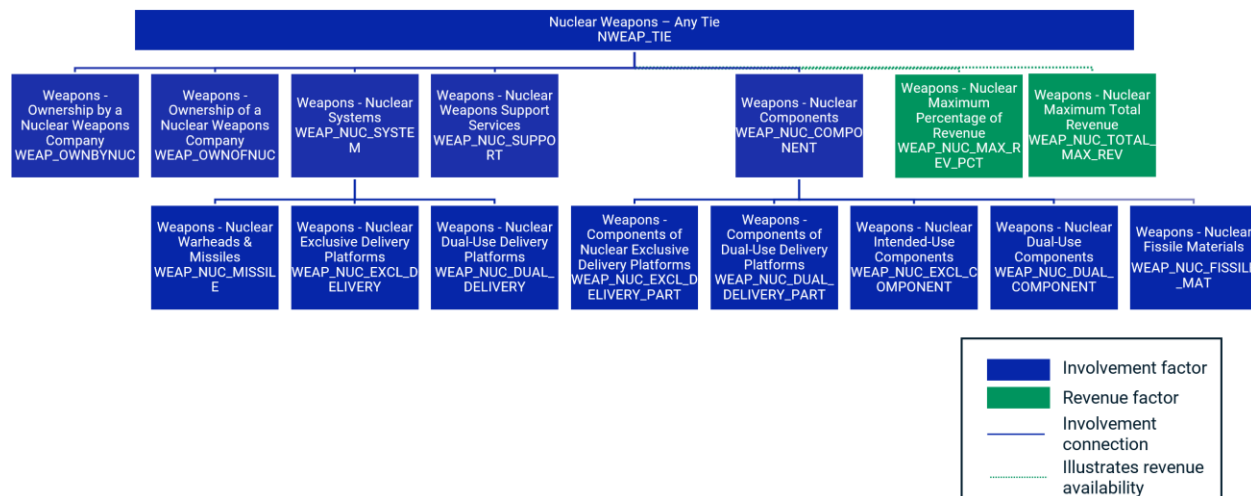 Nuclear Weapons – Any Tie
NWEAP_TIE
Weapons -
Ownership by a
Nuclear Weapons
Company
WEAP_OWNBYNUC
Weapons -
Ownership of a
Nuclear Weapons
Company
WEAP_OWNOFNUC
Weapons - Nuclear
Systems
WEAP_NUC_SYSTE
M
Weapons - Nuclear
Weapons Support
Services
WEAP_NUC_SUPPO
RT
Weapons - Nuclear
Components
WEAP_NUC_COMPO
NENT
Weapons - Nuclear
Maximum
Percentage of
Revenue
WEAP_NUC_MAX_R
EV_PCT
Weapons - Nuclear
Maximum Total
Revenue
WEAP_NUC_TOTAL_
MAX_REV
Weapons - Nuclear
Warheads &
Missiles
WEAP_NUC_MISSIL
E
Weapons - Nuclear
Exclusive Delivery
Platforms
WEAP_NUC_EXCL_D
ELIVERY
Weapons - Nuclear
Dual-Use Delivery
Platforms
WEAP_NUC_DUAL_
DELIVERY
Weapons -
Components of
Nuclear Exclusive
Delivery Platforms
WEAP_NUC_EXCL_D
ELIVERY_PART
Weapons -
Components of
Dual-Use Delivery
Platforms
WEAP_NUC_DUAL_
DELIVERY_PART
Weapons - Nuclear
Intended-Use
Components
WEAP_NUC_EXCL_C
OMPONENT
Weapons - Nuclear
Dual-Use
Components
WEAP_NUC_DUAL_
COMPONENT
Weapons - Nuclear
Fissile Materials
WEAP_NUC_FISSILE
_MAT
Involvement factor
Revenue factor
Involvement
connection
Illustrates revenue
availability